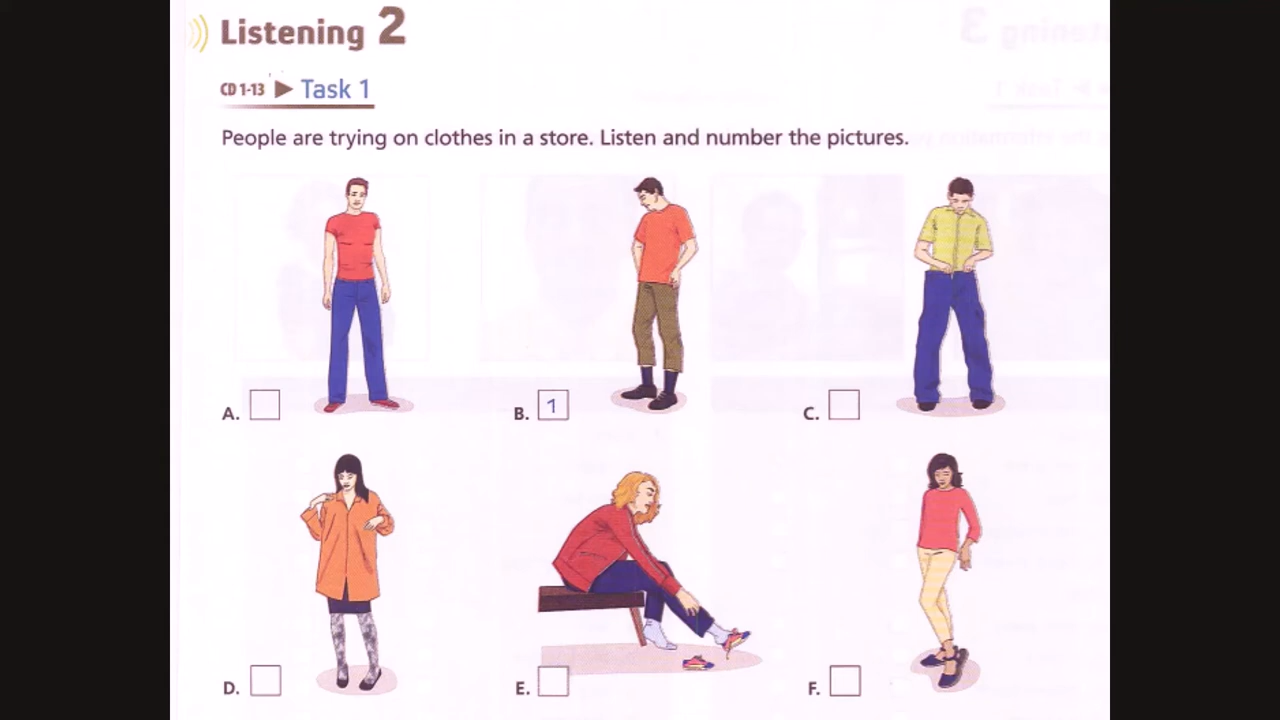 Listening 2
CD 1-13 ▶ Task 1
People are trying on clothes in a store. Listen and number the pictures.
A.
B. 1
C.
D.
E.
F.